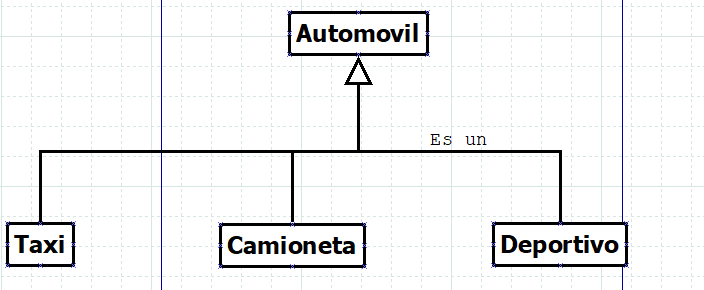 Automovil
Es un
Taxi
Camioneta
Deportivo